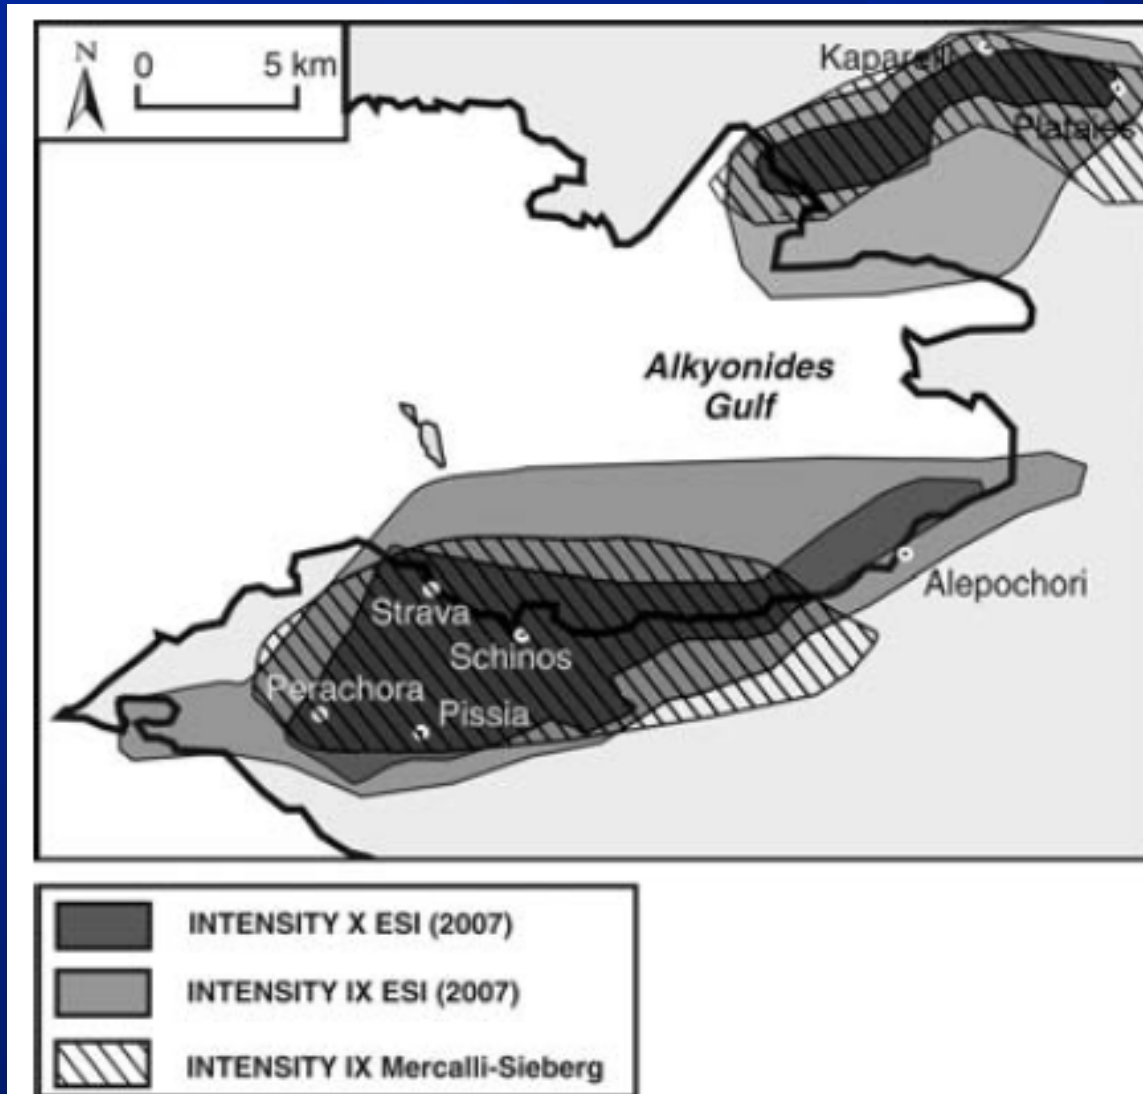 N
0 5 km
Kaparelli
Plataies
Alkyonides
Gulf
Strava
Alepochori
Schinos
Perachora
Pissia
INTENSITY X ESI (2007)
INTENSITY IX ESI (2007)
INTENSITY IX Mercalli-Sieberg